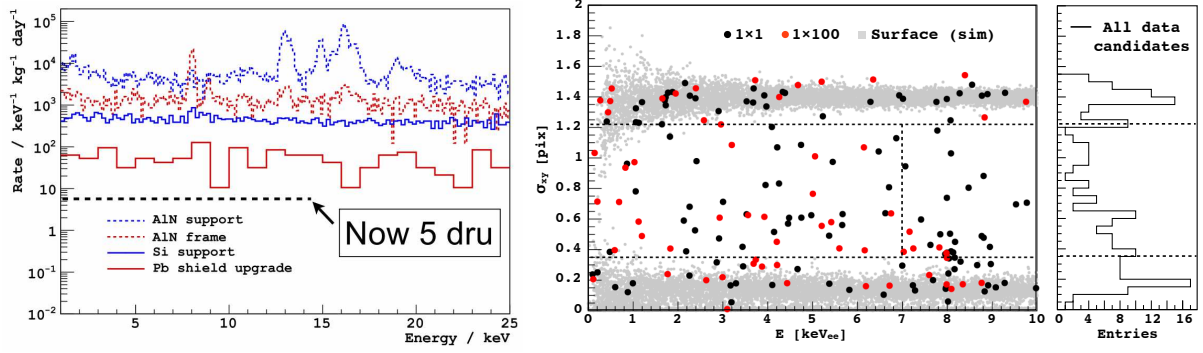 Rate / keV⁻¹ kg⁻¹ day⁻¹
10⁵
10⁴
10³
10²
10
1
10⁻¹
10⁻²
AlN support
AlN frame
Si support
Pb shield upgrade
Now 5 dru
5 10 15 20 25
Energy / keV
σxy [pix]
2
1.8
1.6
1.4
1.2
1
0.8
0.6
0.4
0.2
0
1×1 1×100 Surface (sim)
0 1 2 3 4 5 6 7 8 9 10
E [keVee]
All data
candidates
0 4 8 12 16
Entries